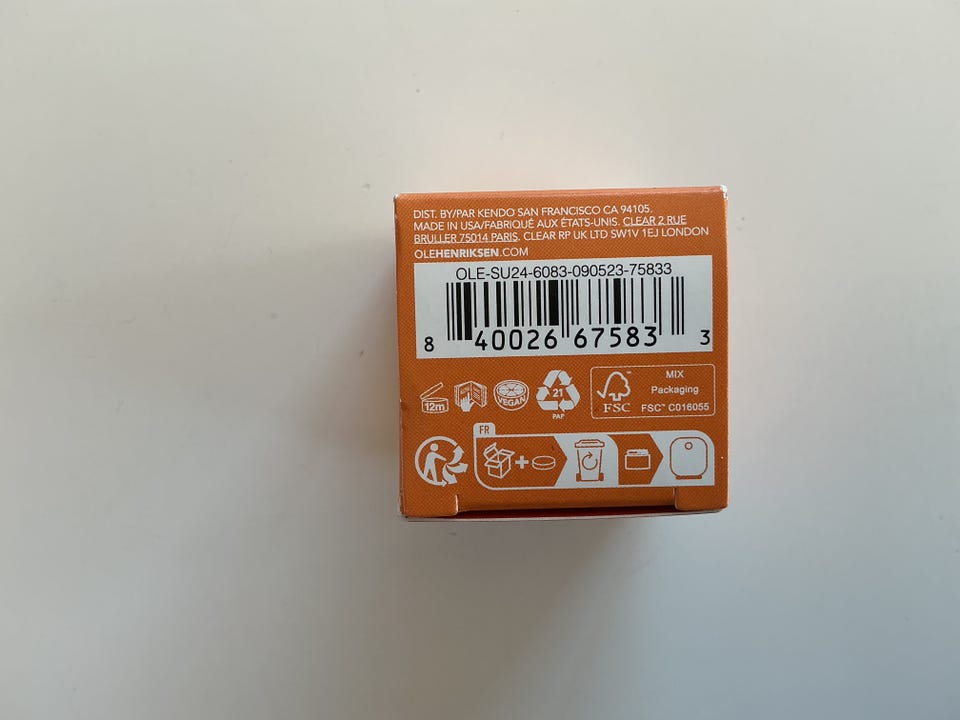 DIST. BY/PAR KENDO SAN FRANCISCO CA 94105.
MADE IN USA/FABRIQUÉ AUX ÉTATS-UNIS. CLEAR 2 RUE
BRULLER 75014 PARIS. CLEAR RP UK LTD SW1V 1EJ LONDON
OLEHENRIKSEN.COM
OLE-SU24-6083-090523-75833
8 40026 67583 3
12m
VEGAN
21
PAP
FSC™
MIX
Packaging
FSC™ C016055
FR